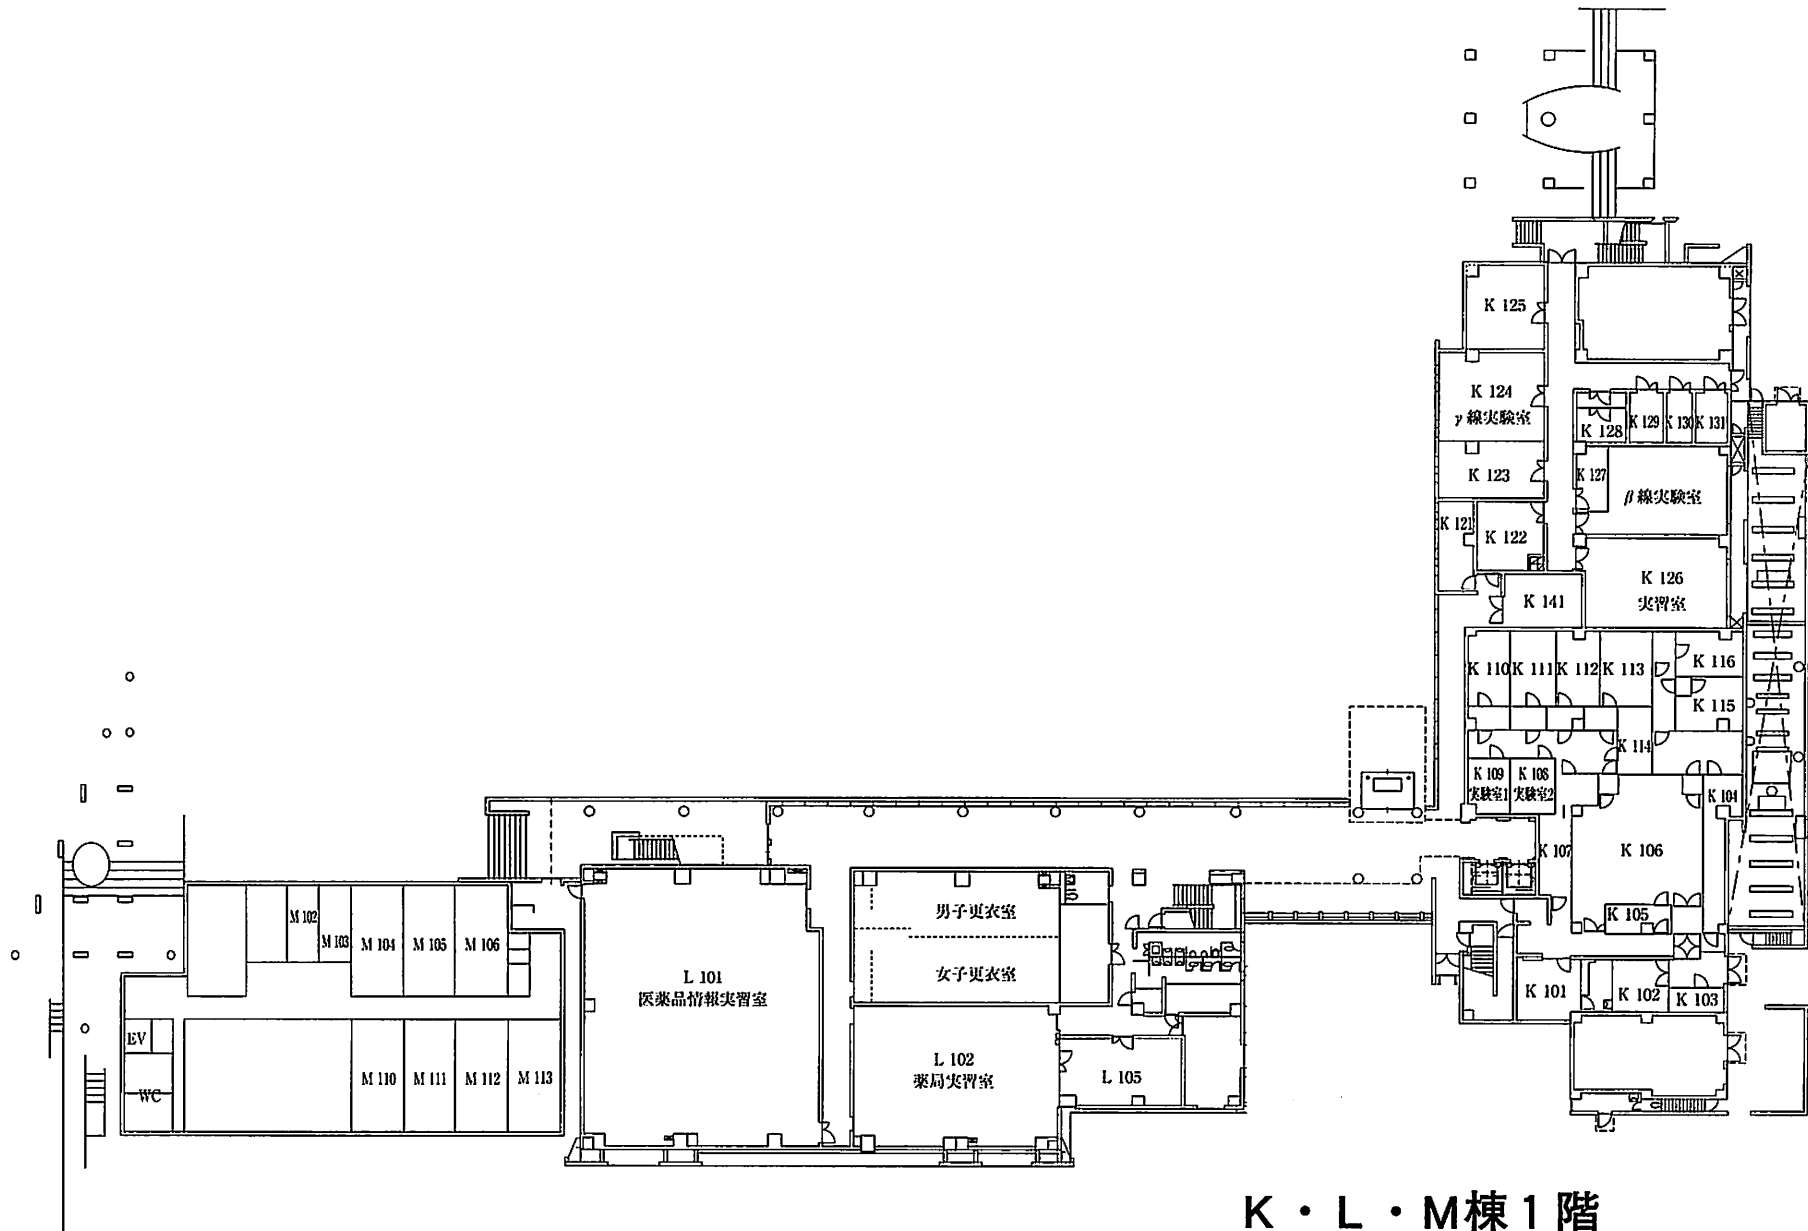 K 125
K 124
γ線実験室
K 123
K 121
K 122
K 128
K 129
K 130
K 131
K 127
β線実験室
K 126
実習室
K 141
K 110
K 111
K 112
K 113
K 116
K 115
K 114
K 109
実験室1
K 108
実験室2
K 104
K 107
K 106
K 105
K 101
K 102
K 103
M 102
M 103
M 104
M 105
M 106
L 101
医薬品情報実習室
男子更衣室
女子更衣室
L 102
薬局実習室
L 105
EV
WC
M 110
M 111
M 112
M 113
K・L・M棟1階